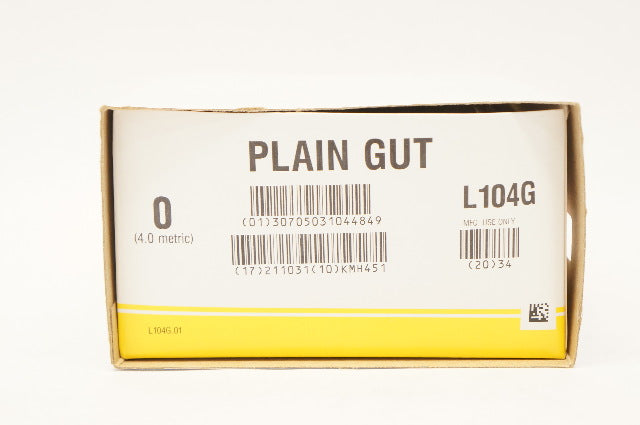 PLAIN GUT
0
(4.0 metric)
(01)30705031044849
(17)211031(10)KMH451
L104G
MFG. USE ONLY
(20)34
L104G.01